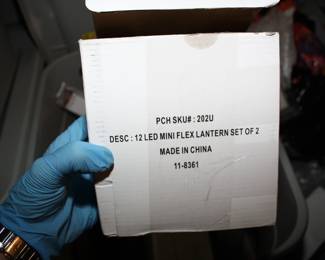 PCH SKU# : 202U
DESC : 12 LED MINI FLEX LANTERN SET OF 2
MADE IN CHINA
11-8361